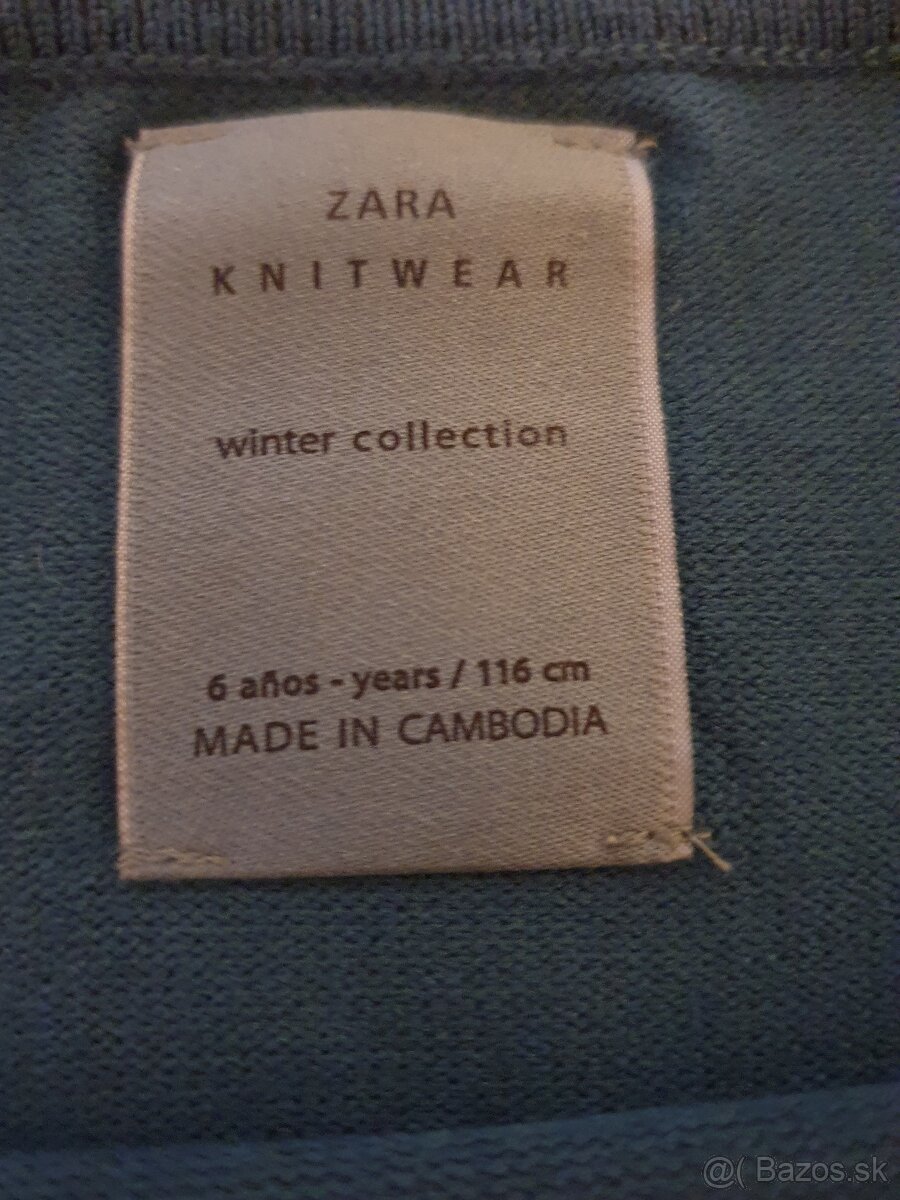 ZARA
KNITWEAR
winter collection
6 años - years / 116 cm
MADE IN CAMBODIA
@( Bazos.sk